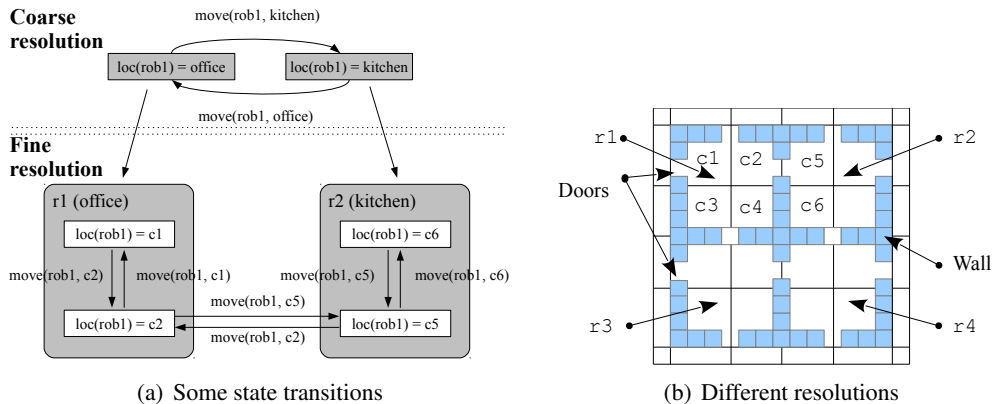 Coarse
resolution
move(rob1, kitchen)
loc(rob1) = office
loc(rob1) = kitchen
move(rob1, office)
Fine
resolution
r1 (office)
loc(rob1) = c1
move(rob1, c2)
move(rob1, c1)
loc(rob1) = c2
r2 (kitchen)
loc(rob1) = c6
move(rob1, c5)
move(rob1, c6)
loc(rob1) = c5
move(rob1, c5)
move(rob1, c2)
(a) Some state transitions
r1
c1
c2
c5
r2
Doors
c3
c4
c6
Wall
r3
r4
(b) Different resolutions